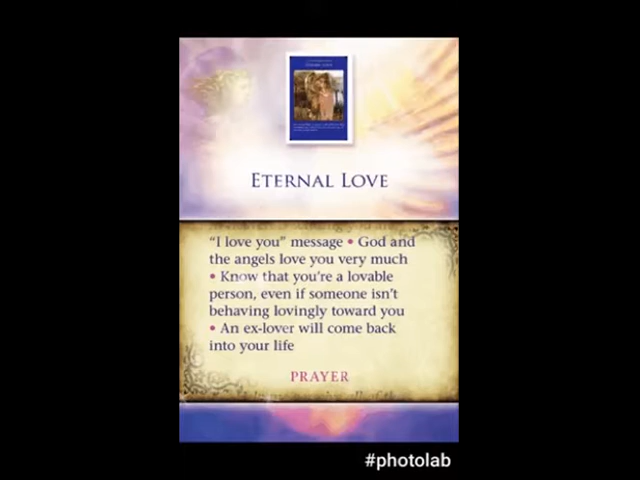 ETERNAL LOVE
"I love you" message • God and
the angels love you very much
• Know that you're a lovable
person, even if someone isn't
behaving lovingly toward you
• An ex-lover will come back
into your life
PRAYER
#photolab